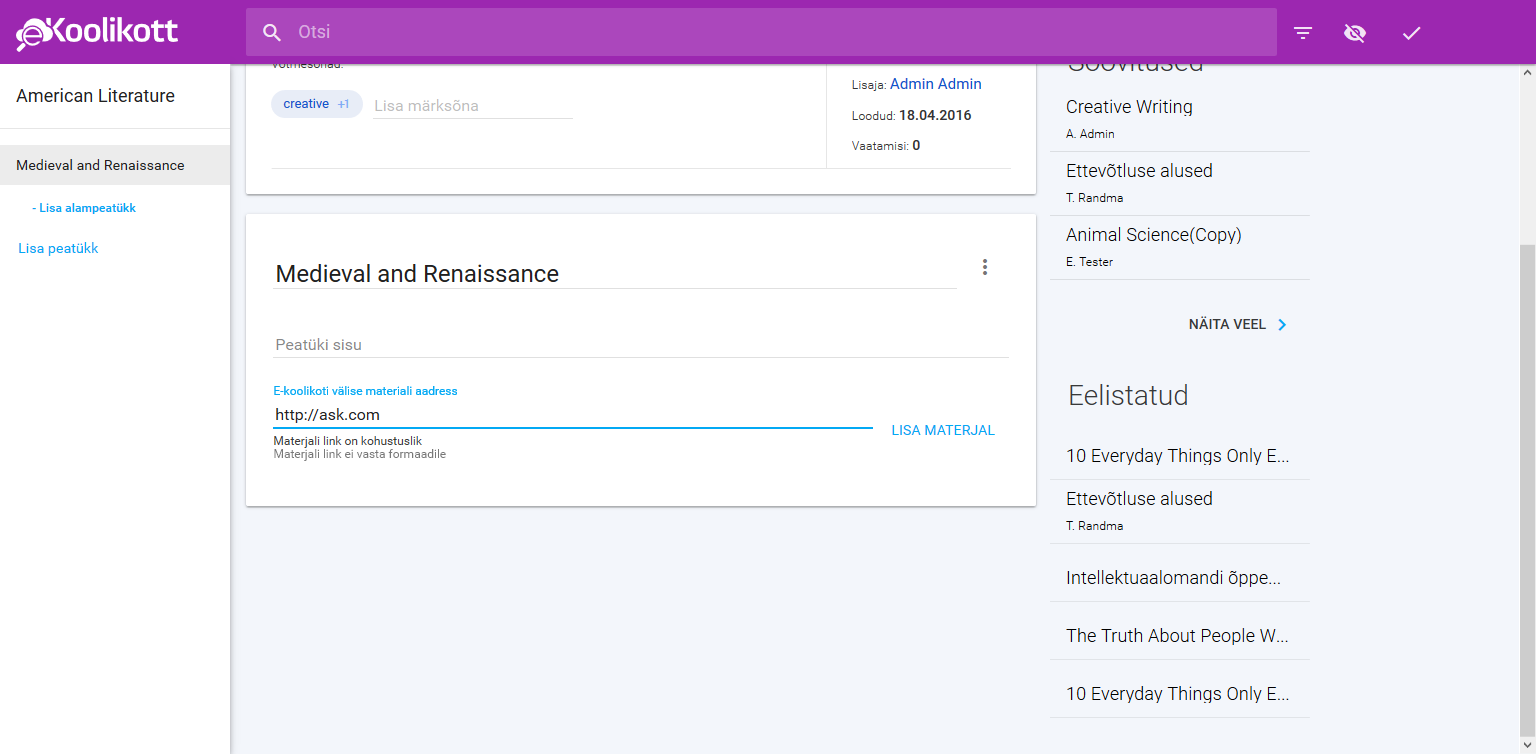 eKoolikott
Otsi
American Literature
Medieval and Renaissance
- Lisa alampeatükk
Lisa peatükk
Võtmesõnad:
creative +1
Lisa märksõna
Lisaja: Admin Admin
Loodud: 18.04.2016
Vaatamisi: 0
Medieval and Renaissance
Peatüki sisu
E-koolikoti välise materiali aadress
http://ask.com
LISA MATERJAL
Materjali link on kohustuslik
Materjali link ei vasta formaadile
Soovitused
Creative Writing
A. Admin
Ettevõtluse alused
T. Randma
Animal Science(Copy)
E. Tester
NÄITA VEEL
Eelistatud
10 Everyday Things Only E...
Ettevõtluse alused
T. Randma
Intellektuaalomandi õppe...
The Truth About People W...
10 Everyday Things Only E...